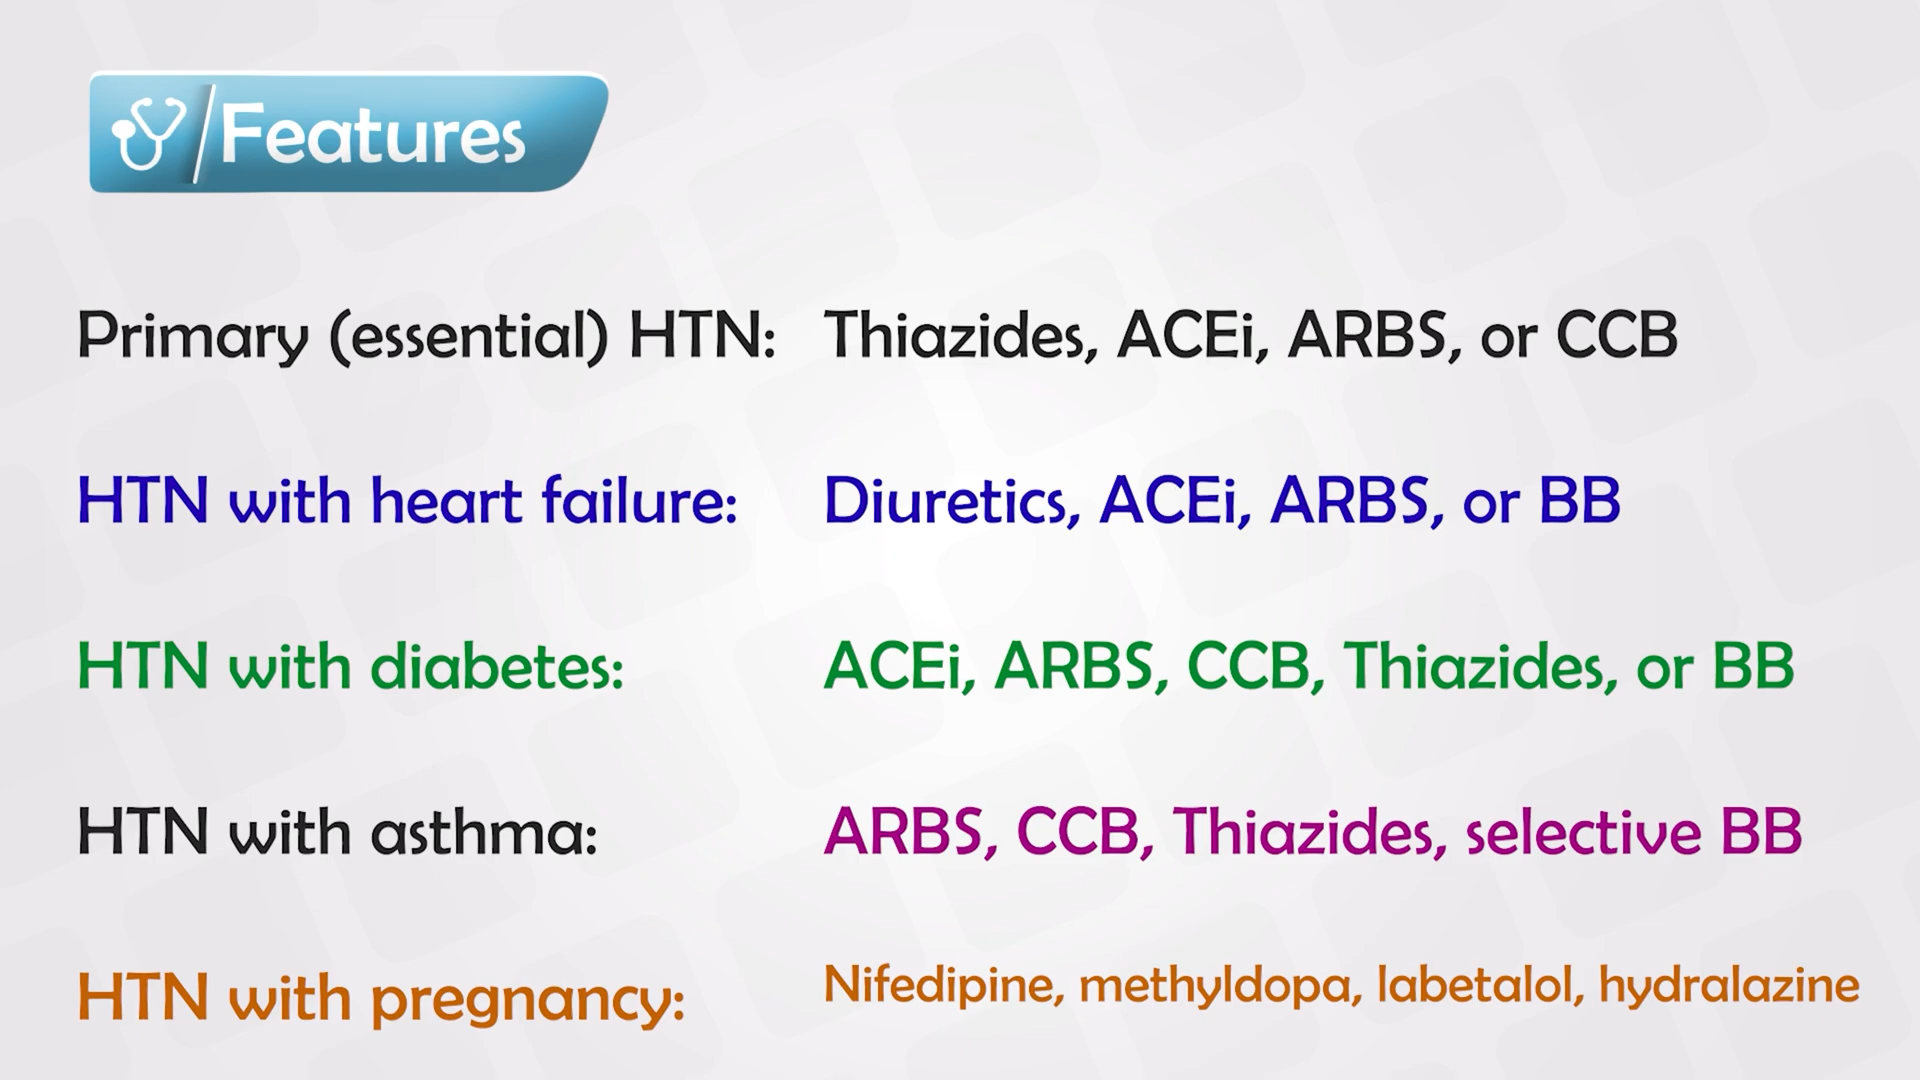 Features
Primary (essential) HTN: Thiazides, ACEi, ARBS, or CCB
HTN with heart failure: Diuretics, ACEi, ARBS, or BB
HTN with diabetes: ACEi, ARBS, CCB, Thiazides, or BB
HTN with asthma: ARBS, CCB, Thiazides, selective BB
HTN with pregnancy: Nifedipine, methyldopa, labetalol, hydralazine